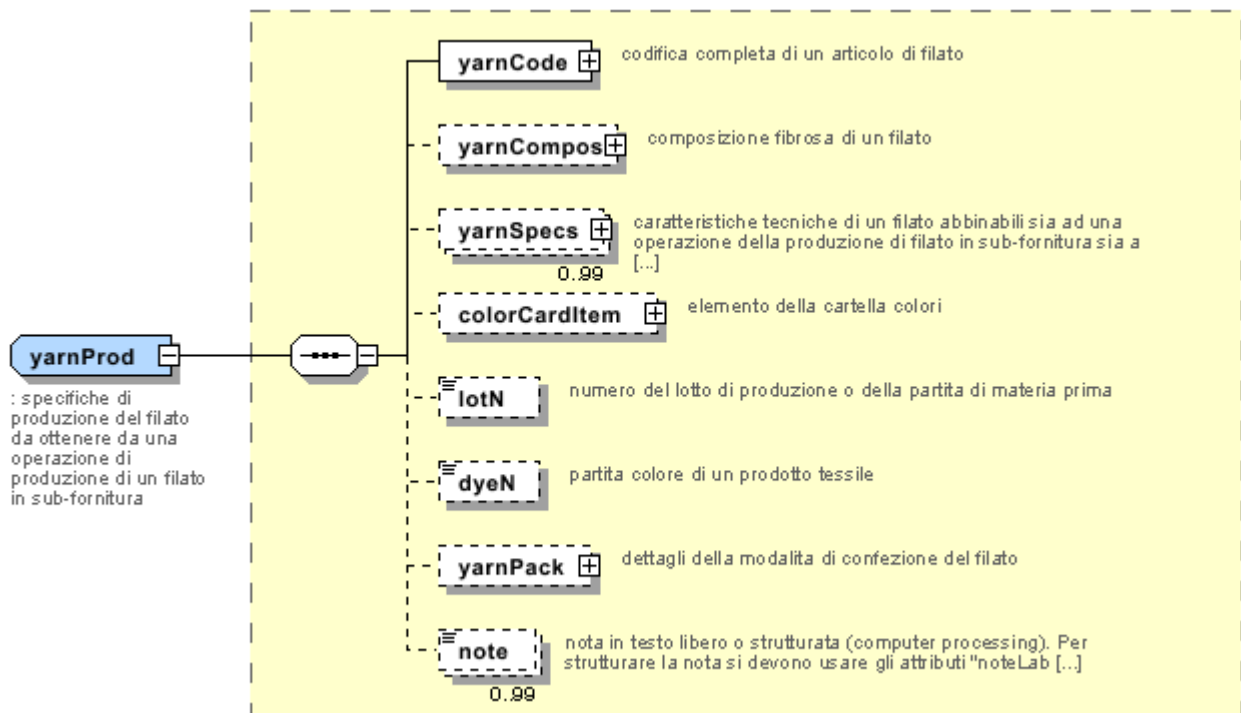 yarnCode
codifica completa di un articolo di filato
yarnCompos
composizione fibrosa di un filato
yarnSpecs
0..99
caratteristiche tecniche di un filato abbinabili sia ad una
operazione della produzione di filato in sub-fornitura sia a
[...]
colorCardItem
elemento della cartella colori
yarnProd
: specifiche di
produzione del filato
da ottenere da una
operazione di
produzione di un filato
in sub-fornitura
lotN
numero del lotto di produzione o della partita di materia prima
dyeN
partita colore di un prodotto tessile
yarnPack
dettagli della modalita di confezione del filato
note
0..99
nota in testo libero o strutturata (computer processing). Per
strutturare la nota si devono usare gli attributi "noteLab [...]